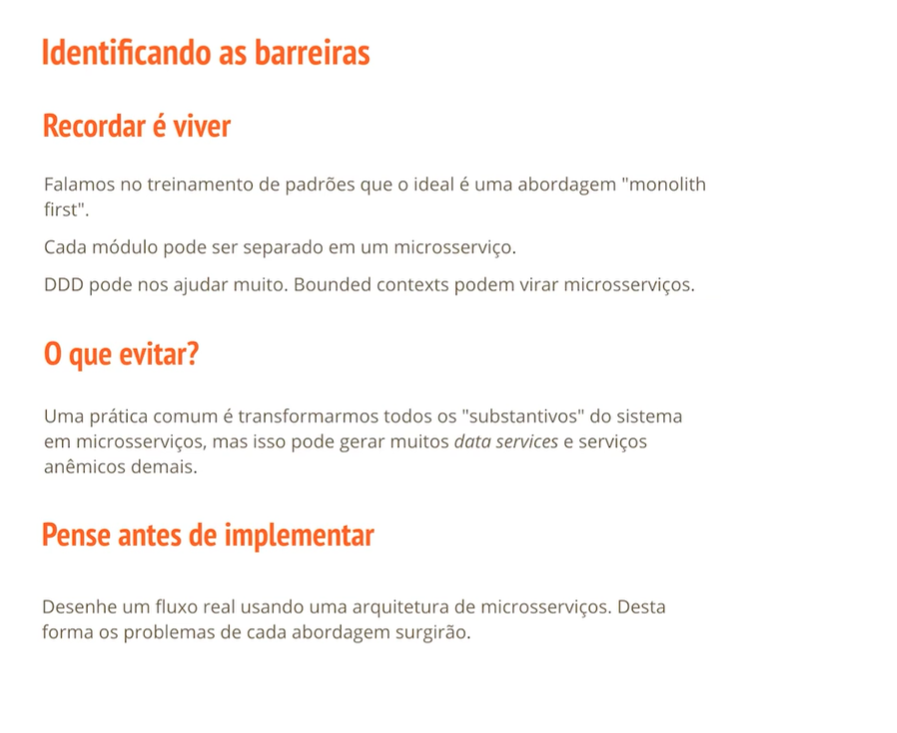 Identificando as barreiras
Recordar é viver
Falamos no treinamento de padrões que o ideal é uma abordagem "monolith
first".
Cada módulo pode ser separado em um microsserviço.
DDD pode nos ajudar muito. Bounded contexts podem virar microsserviços.
O que evitar?
Uma prática comum é transformarmos todos os "substantivos" do sistema
em microsserviços, mas isso pode gerar muitos data services e serviços
anêmicos demais.
Pense antes de implementar
Desenhe um fluxo real usando uma arquitetura de microsserviços. Desta
forma os problemas de cada abordagem surgirão.